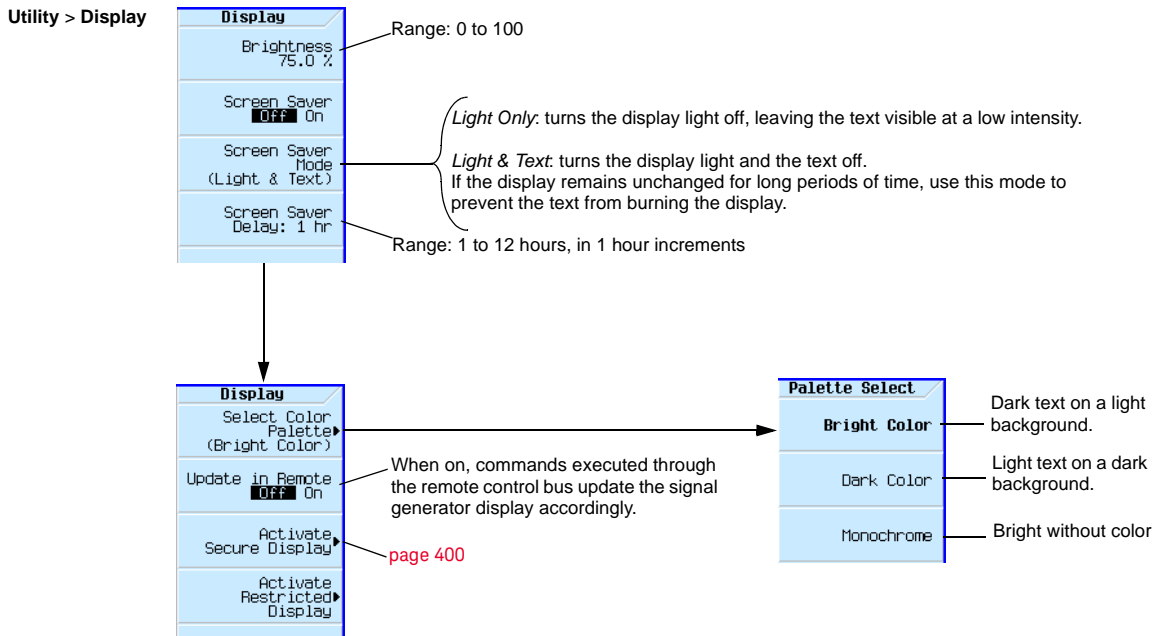 Utility > Display
Display
Brightness
75.0 %
Range: 0 to 100
Screen Saver
Off On
Screen Saver
Mode
(Light & Text)
Light Only: turns the display light off, leaving the text visible at a low intensity.
Light & Text: turns the display light and the text off.
If the display remains unchanged for long periods of time, use this mode to
prevent the text from burning the display.
Screen Saver
Delay: 1 hr
Range: 1 to 12 hours, in 1 hour increments
Display
Select Color
Palette
(Bright Color)
Update in Remote
Off On
When on, commands executed through
the remote control bus update the signal
generator display accordingly.
Activate
Secure Display
page 400
Activate
Restricted
Display
Palette Select
Bright Color
Dark text on a light
background.
Dark Color
Light text on a dark
background.
Monochrome
Bright without color